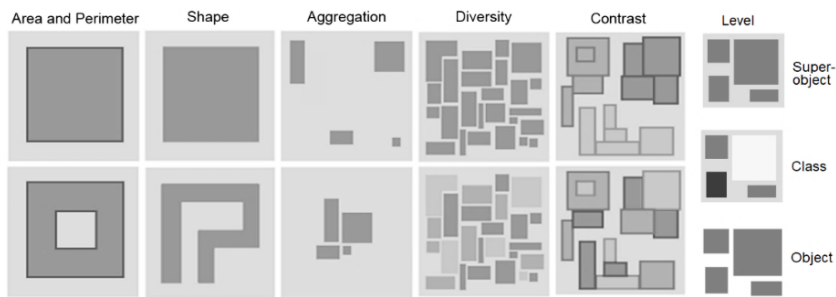 Area and Perimeter
Shape
Aggregation
Diversity
Contrast
Level
Super-
object
Class
Object